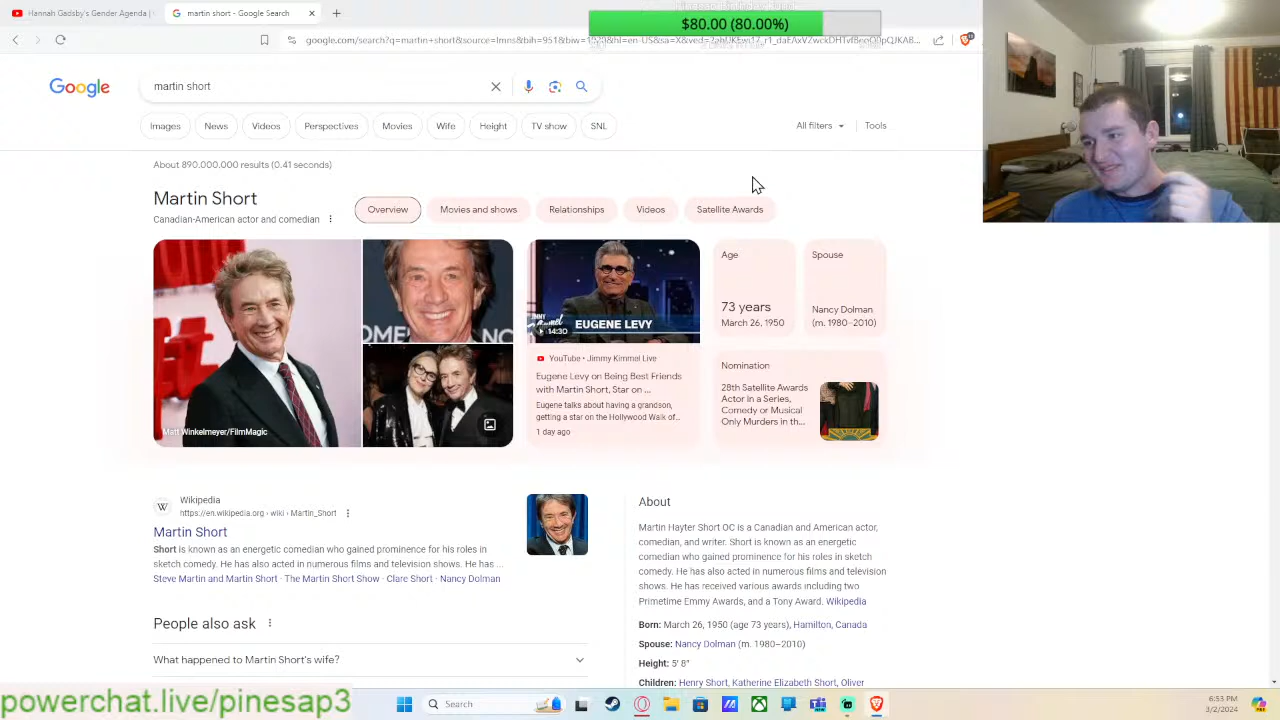 Hannah Gadsby's Gender Agenda |
martin short - Google Search
$80.00 (80.00%)
Google
martin short
Images
News
Videos
Perspectives
Movies
Wife
Height
TV show
SNL
All filters
Tools
About 890,000,000 results (0.41 seconds)
Martin Short
Canadian-American actor and comedian
Overview
Movies and shows
Relationships
Videos
Satellite Awards
Matt Winkelmeyer/FilmMagic
14:30
EUGENE LEVY
YouTube • Jimmy Kimmel Live
Eugene Levy on Being Best Friends
with Martin Short, Star on ...
Eugene talks about having a grandson,
getting a star on the Hollywood Walk of...
1 day ago
Age
73 years
March 26, 1950
Spouse
Nancy Dolman
(m. 1980–2010)
Nomination
28th Satellite Awards
Actor in a Series,
Comedy or Musical
Only Murders in th...
Wikipedia
https://en.wikipedia.org › wiki › Martin_Short
Martin Short
Short is known as an energetic comedian who gained prominence for his roles in
sketch comedy. He has also acted in numerous films and television shows. He has ...
Steve Martin and Martin Short · The Martin Short Show · Clare Short · Nancy Dolman
People also ask
What happened to Martin Short's wife?
About
Martin Hayter Short OC is a Canadian and American actor,
comedian, and writer. Short is known as an energetic
comedian who gained prominence for his roles in sketch
comedy. He has also acted in numerous films and television
shows. He has received various awards including two
Primetime Emmy Awards, and a Tony Award. Wikipedia
Born: March 26, 1950 (age 73 years), Hamilton, Canada
Spouse: Nancy Dolman (m. 1980–2010)
Height: 5′ 8″
Children: Henry Short, Katherine Elizabeth Short, Oliver
powerchat.live/pinesap3
Search
6:53 PM
3/2/2024